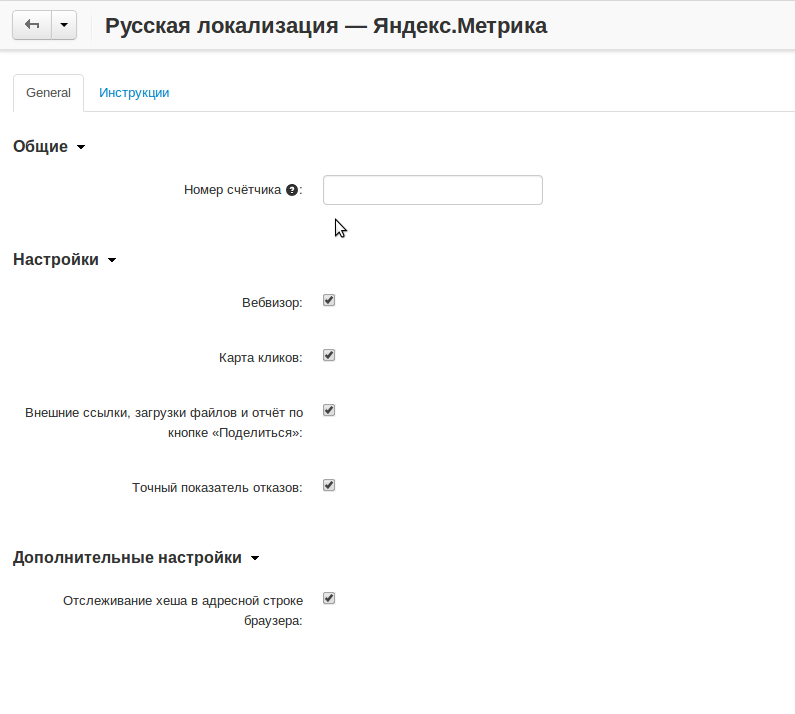 Русская локализация — Яндекс.Метрика
General Инструкции
Общие
Номер счётчика ?:
Настройки
Вебвизор:
Карта кликов:
Внешние ссылки, загрузки файлов и отчёт по
кнопке «Поделиться»:
Точный показатель отказов:
Дополнительные настройки
Отслеживание хеша в адресной строке
браузера: